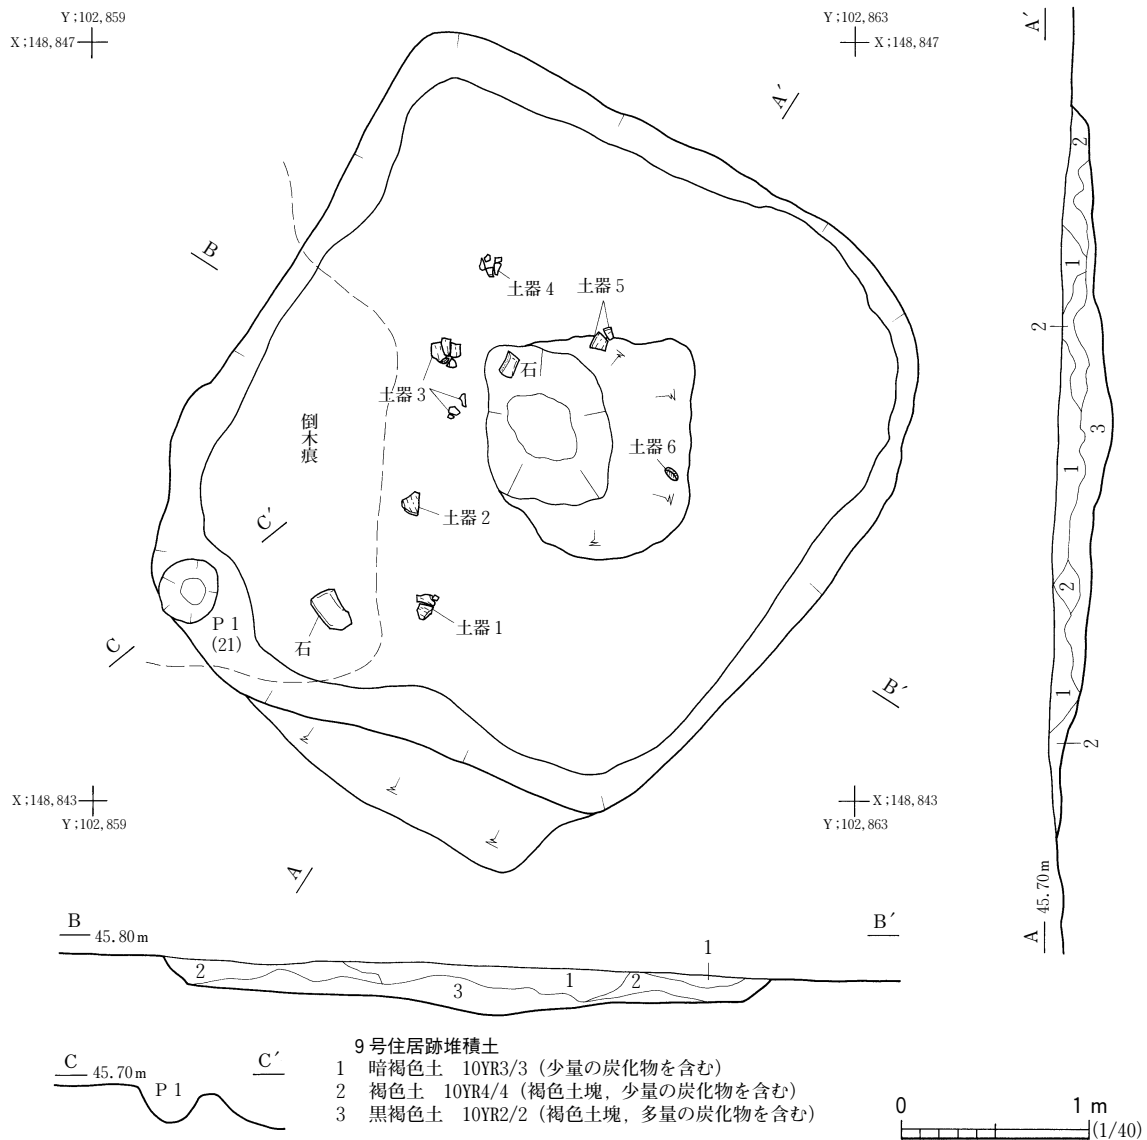 Y;102,859
X;148,847
Y;102,863
X;148,847
A′
A′
B
土器4
土器5
石
土器3
倒木痕
土器6
C′
土器2
P1
(21)
C
石
土器1
B′
X;148,843
Y;102,859
X;148,843
Y;102,863
A
2
1
2
3
1
2
1
2
45.70m
A
B
45.80m
B′
1
2
3
1
2
C
45.70m
C′
P1
9号住居跡堆積土
1 暗褐色土 10YR3/3(少量の炭化物を含む)
2 褐色土 10YR4/4(褐色土塊,少量の炭化物を含む)
3 黒褐色土 10YR2/2(褐色土塊,多量の炭化物を含む)
0 1m
(1/40)